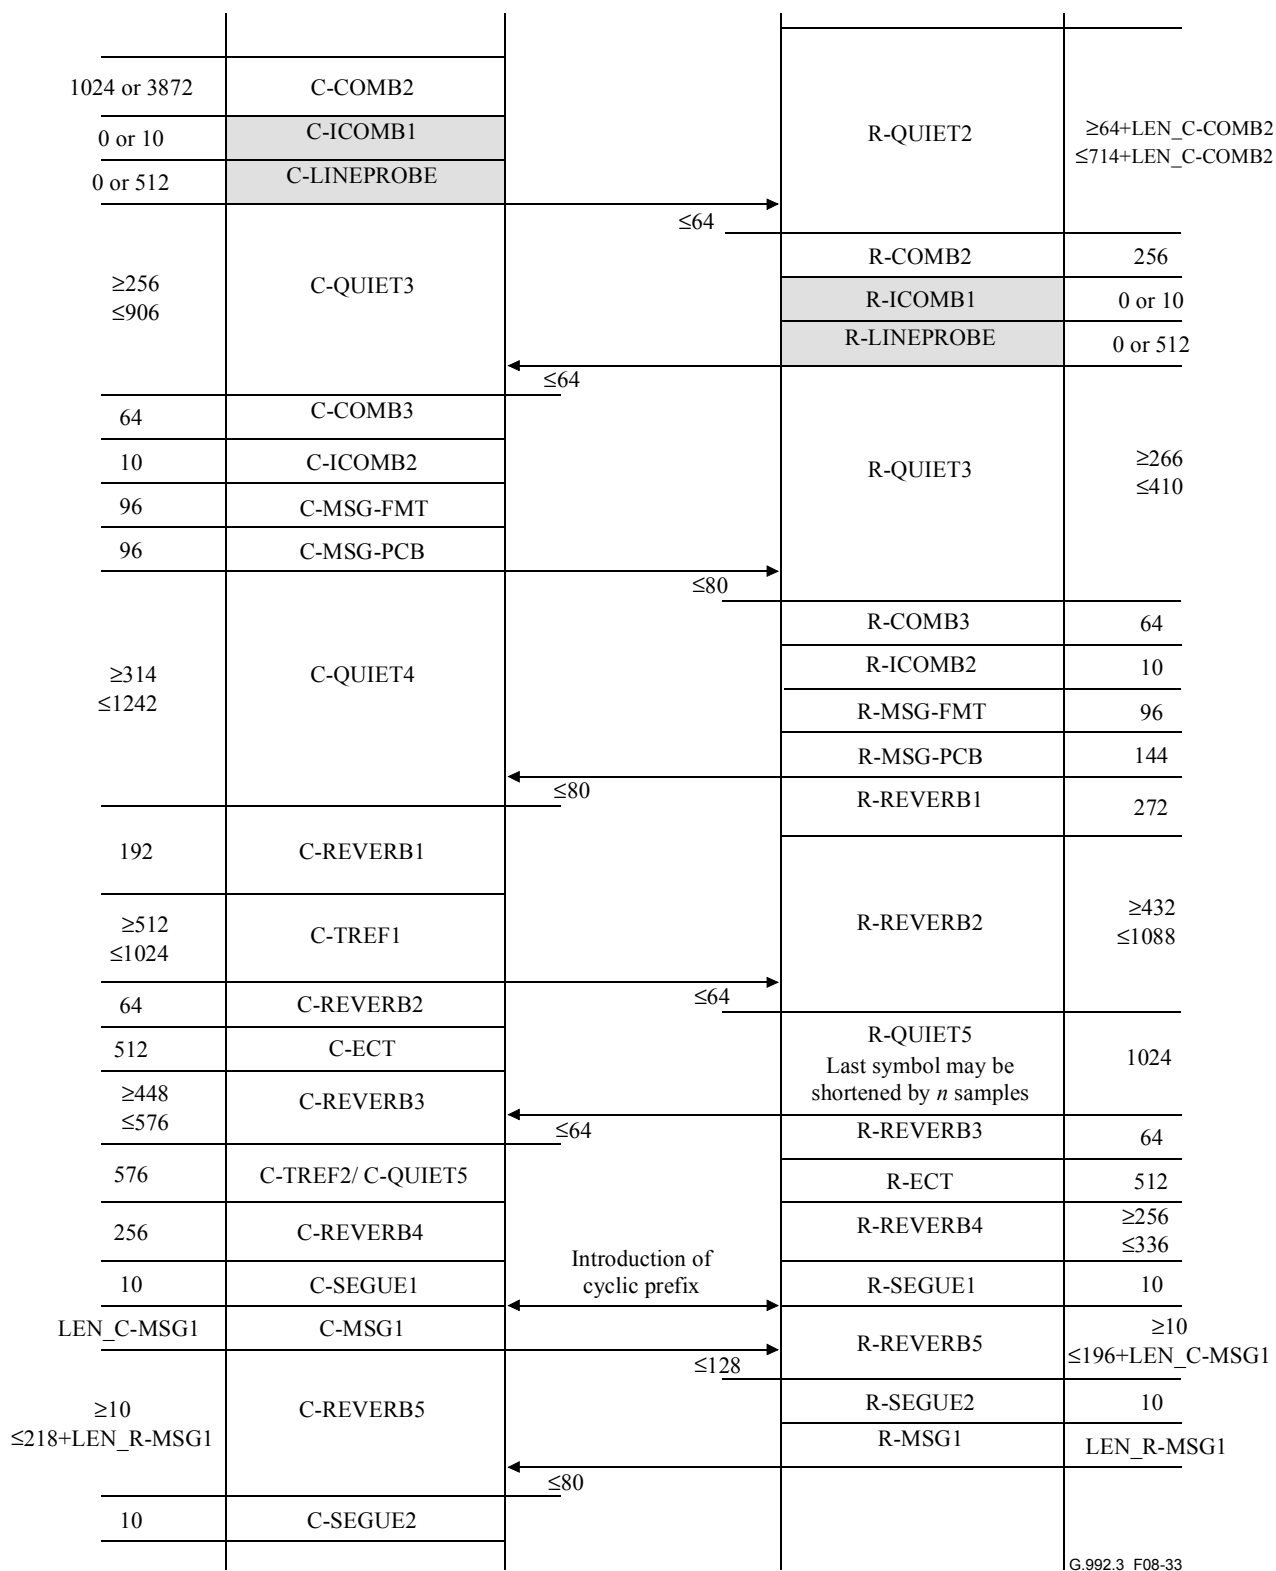 1024 or 3872
C-COMB2
0 or 10
C-ICOMB1
0 or 512
C-LINEPROBE
R-QUIET2
≥64+LEN_C-COMB2
≤714+LEN_C-COMB2
≤64
≥256
≤906
C-QUIET3
R-COMB2
256
R-ICOMB1
0 or 10
R-LINEPROBE
0 or 512
≤64
64
C-COMB3
10
C-ICOMB2
96
C-MSG-FMT
96
C-MSG-PCB
R-QUIET3
≥266
≤410
≤80
≥314
≤1242
C-QUIET4
R-COMB3
64
R-ICOMB2
10
R-MSG-FMT
96
R-MSG-PCB
144
≤80
R-REVERB1
272
192
C-REVERB1
≥512
≤1024
C-TREF1
R-REVERB2
≥432
≤1088
≤64
64
C-REVERB2
512
C-ECT
≥448
≤576
C-REVERB3
R-QUIET5
Last symbol may be
shortened by n samples
1024
≤64
R-REVERB3
64
576
C-TREF2/ C-QUIET5
R-ECT
512
256
C-REVERB4
R-REVERB4
≥256
≤336
Introduction of
cyclic prefix
10
C-SEGUE1
R-SEGUE1
10
LEN_C-MSG1
C-MSG1
R-REVERB5
≥10
≤196+LEN_C-MSG1
≤128
≥10
≤218+LEN_R-MSG1
C-REVERB5
R-SEGUE2
10
R-MSG1
LEN_R-MSG1
≤80
10
C-SEGUE2
G.992.3_F08-33